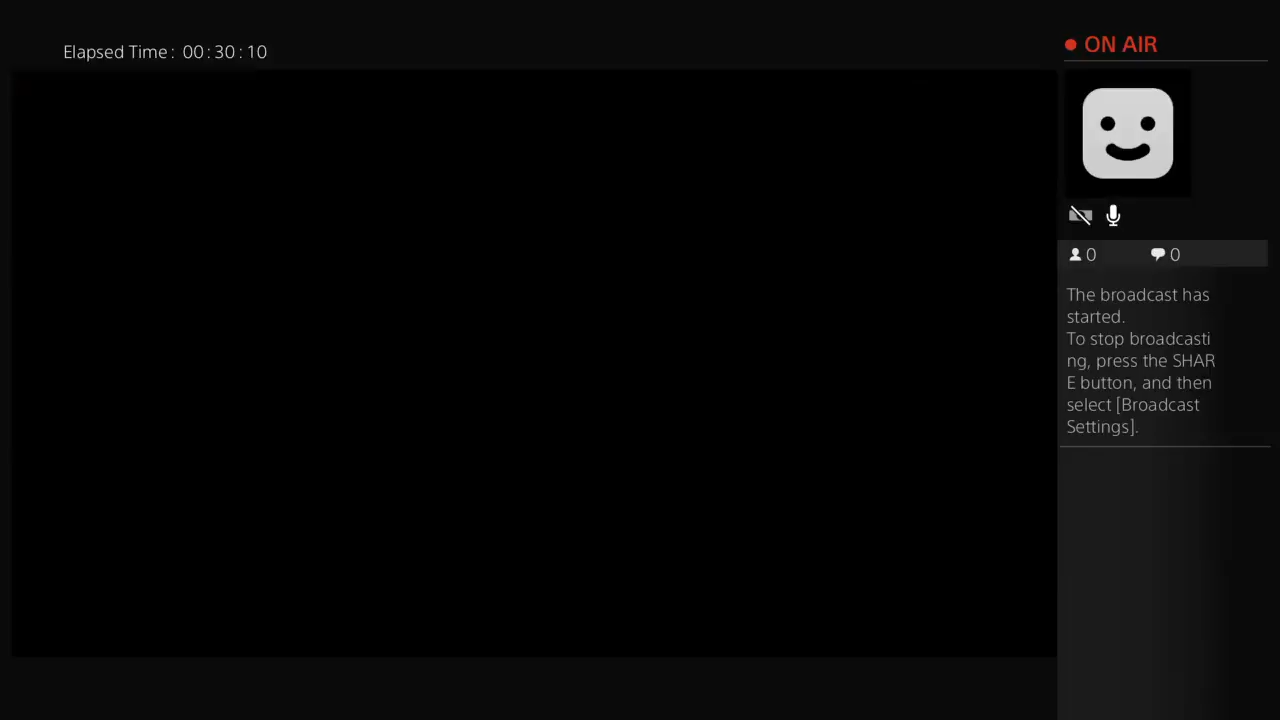 Elapsed Time: 00:30:10
ON AIR
0 0
The broadcast has
started.
To stop broadcasti
ng, press the SHAR
E button, and then
select [Broadcast
Settings].